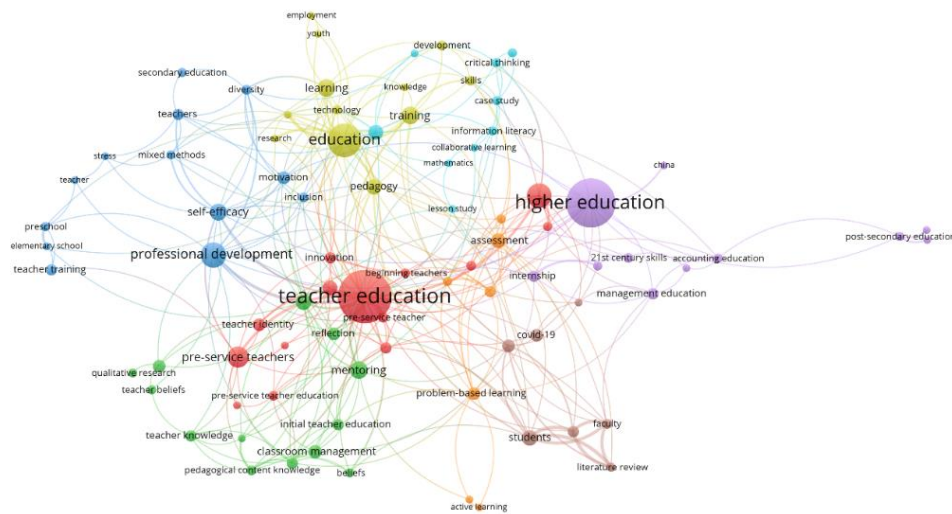 employment
youth
development
critical thinking
secondary education
diversity
learning
knowledge
skills
case study
teachers
technology
training
information literacy
research
education
collaborative learning
stress
mixed methods
mathematics
china
teacher
motivation
pedagogy
inclusion
lesson study
higher education
self-efficacy
preschool
assessment
post-secondary education
elementary school
professional development
innovation
21st century skills
accounting education
teacher training
beginning teachers
internship
teacher education
management education
pre-service teacher
teacher identity
reflection
covid-19
pre-service teachers
qualitative research
mentoring
teacher beliefs
pre-service teacher education
problem-based learning
initial teacher education
faculty
teacher knowledge
students
classroom management
pedagogical content knowledge
beliefs
literature review
active learning